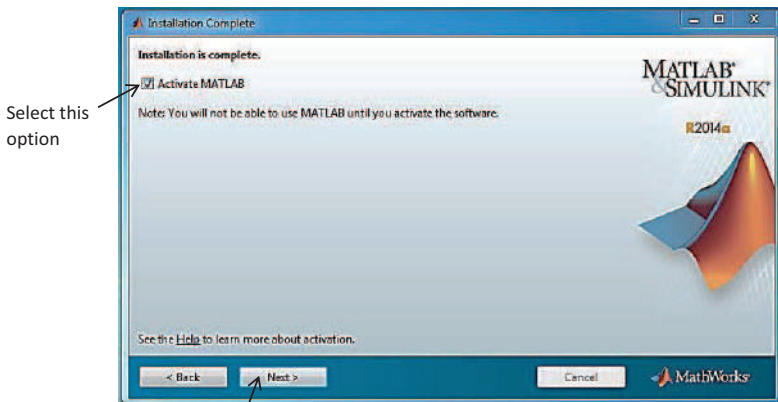 Installation Complete
Installation is complete.
Activate MATLAB
Select this
option
Note: You will not be able to use MATLAB until you activate the software.
MATLAB®
&SIMULINK®
R2014a
See the Help to learn more about activation.
< Back
Next >
Cancel
MathWorks®